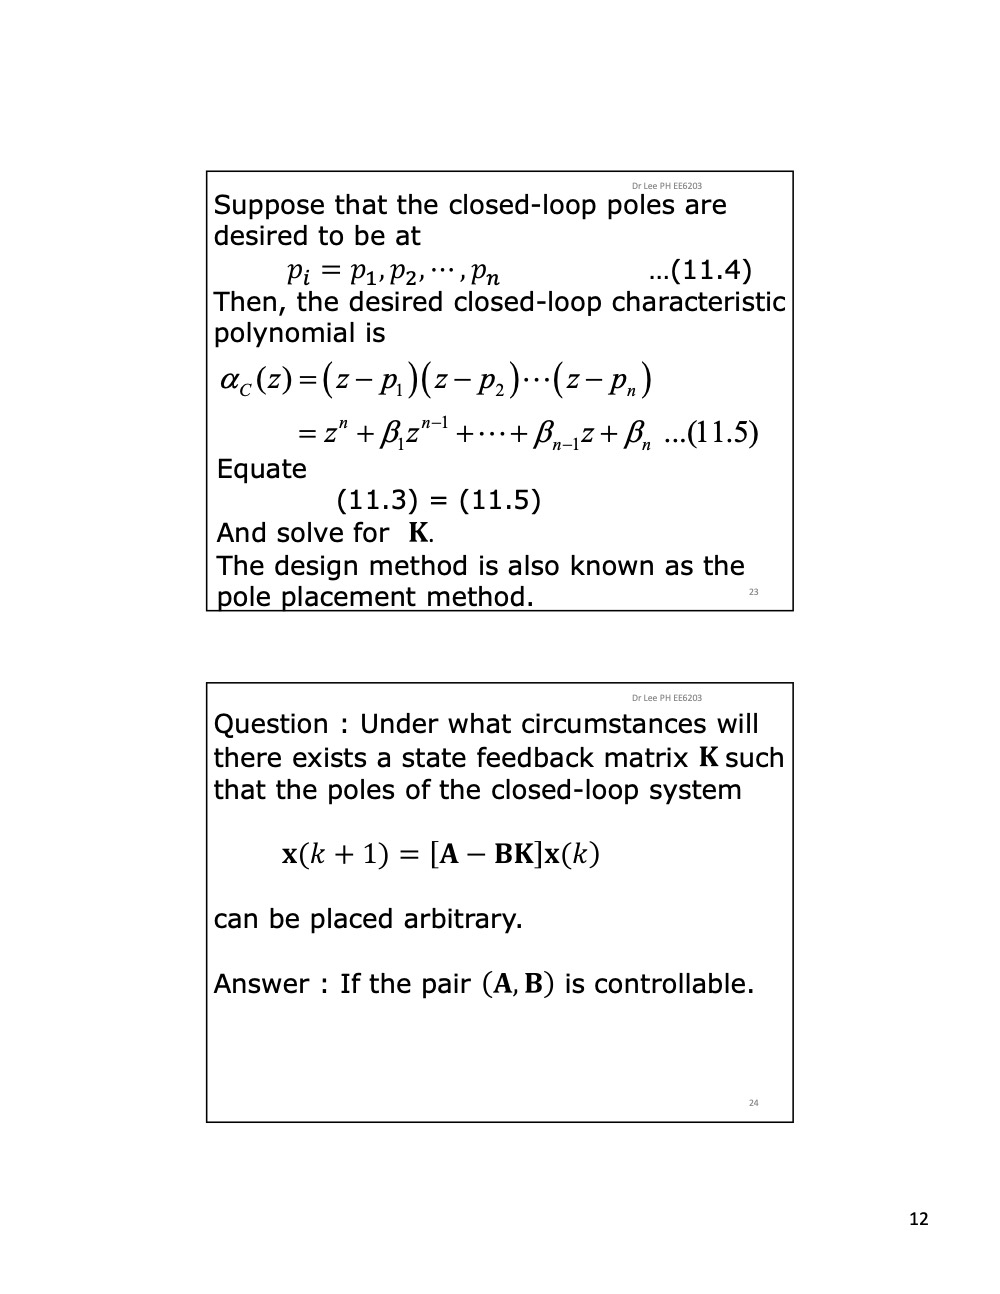 Dr Lee PH EE6203
Suppose that the closed-loop poles are
desired to be at
pᵢ = p₁, p₂, ⋯ , pₙ …(11.4)
Then, the desired closed-loop characteristic
polynomial is
α_C(z) = (z − p₁)(z − p₂)⋯(z − pₙ)
= zⁿ + β₁zⁿ⁻¹ + ⋯ + βₙ₋₁z + βₙ ...(11.5)
Equate
(11.3) = (11.5)
And solve for K.
The design method is also known as the
pole placement method.
23
Dr Lee PH EE6203
Question : Under what circumstances will
there exists a state feedback matrix K such
that the poles of the closed-loop system
x(k + 1) = [A − BK]x(k)
can be placed arbitrary.
Answer : If the pair (A, B) is controllable.
24
12